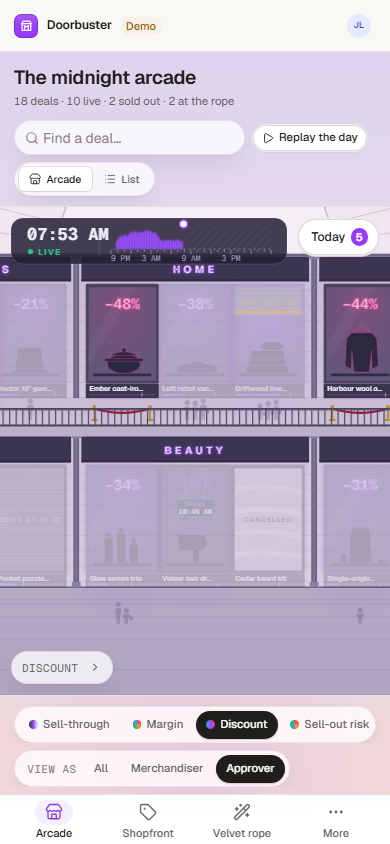 Doorbuster Demo JL
The midnight arcade
18 deals · 10 live · 2 sold out · 2 at the rope
Find a deal...
Replay the day
Arcade
List
07:53 AM
LIVE
9 PM 3 AM 9 AM 3 PM
Today 5
S HOME
−21% −48% −38% −44%
Vector 16" gam... Ember cast-iro... Loft robot vac... Driftwood line... Harbour wool o...
BEAUTY
−34% −31%
10:45 AM
CANCELLED
Pocket puzzle... Glow serum trio Velour hair dr... Cedar beard kit Single-origin...
DISCOUNT
Sell-through Margin Discount Sell-out risk
VIEW AS All Merchandiser Approver
Arcade Shopfront Velvet rope More